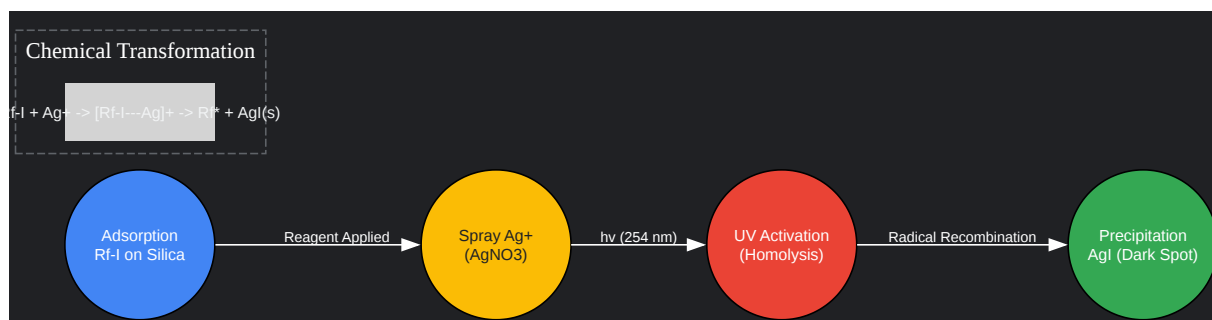 Chemical Transformation
f-I + Ag+ -> [Rf-I---Ag]+ -> Rf* + AgI(s)
Adsorption
Rf-I on Silica
Reagent Applied
Spray Ag+
(AgNO3)
hv (254 nm)
UV Activation
(Homolysis)
Radical Recombination
Precipitation
AgI (Dark Spot)